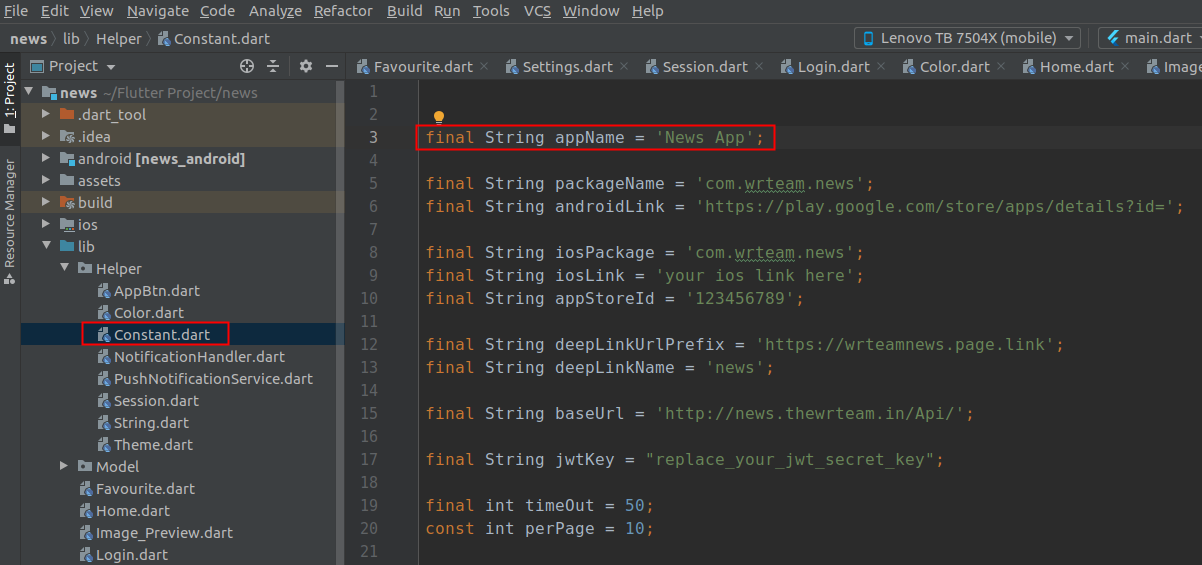 File Edit View Navigate Code Analyze Refactor Build Run Tools VCS Window Help
news lib Helper Constant.dart Lenovo TB 7504X (mobile) main.dart
Project Favourite.dart Settings.dart Session.dart Login.dart Color.dart Home.dart Image
1: Project
Resource Manager
news ~/Flutter Project/news
.dart_tool
.idea
android [news_android]
assets
build
ios
lib
Helper
AppBtn.dart
Color.dart
Constant.dart
NotificationHandler.dart
PushNotificationService.dart
Session.dart
String.dart
Theme.dart
Model
Favourite.dart
Home.dart
Image_Preview.dart
Login.dart
1
2
3 final String appName = 'News App';
4
5 final String packageName = 'com.wrteam.news';
6 final String androidLink = 'https://play.google.com/store/apps/details?id=';
7
8 final String iosPackage = 'com.wrteam.news';
9 final String iosLink = 'your ios link here';
10 final String appStoreId = '123456789';
11
12 final String deepLinkUrlPrefix = 'https://wrteamnews.page.link';
13 final String deepLinkName = 'news';
14
15 final String baseUrl = 'http://news.thewrteam.in/Api/';
16
17 final String jwtKey = "replace_your_jwt_secret_key";
18
19 final int timeOut = 50;
20 const int perPage = 10;
21